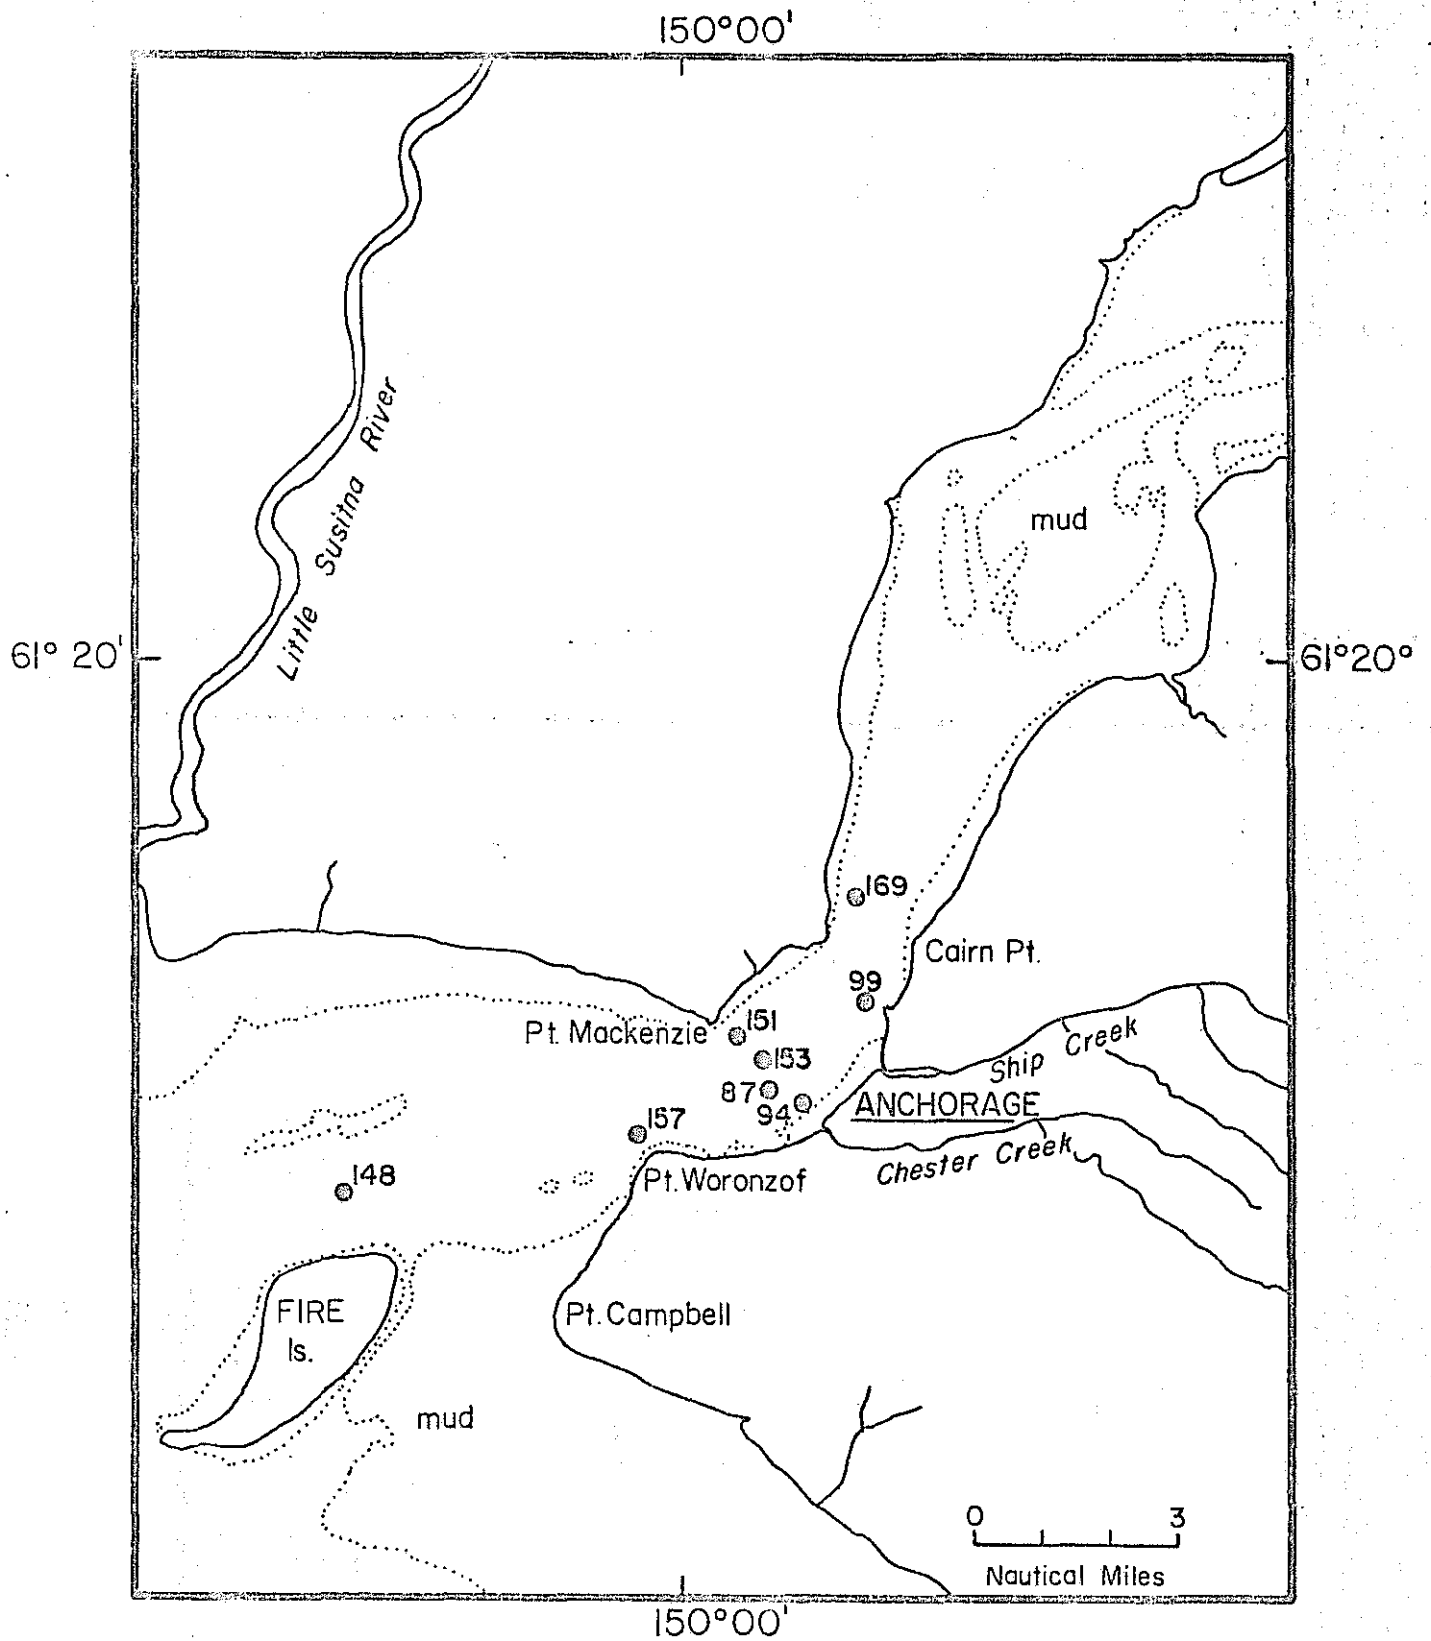 150°00'
Little Susitna River
mud
61° 20'
61°20°
169
Cairn Pt.
99
151
Pt. Mackenzie
153
Ship Creek
87
94
ANCHORAGE
157
148
Pt. Woronzof
Chester Creek
FIRE
Is.
Pt. Campbell
mud
0 3
Nautical Miles
150°00'